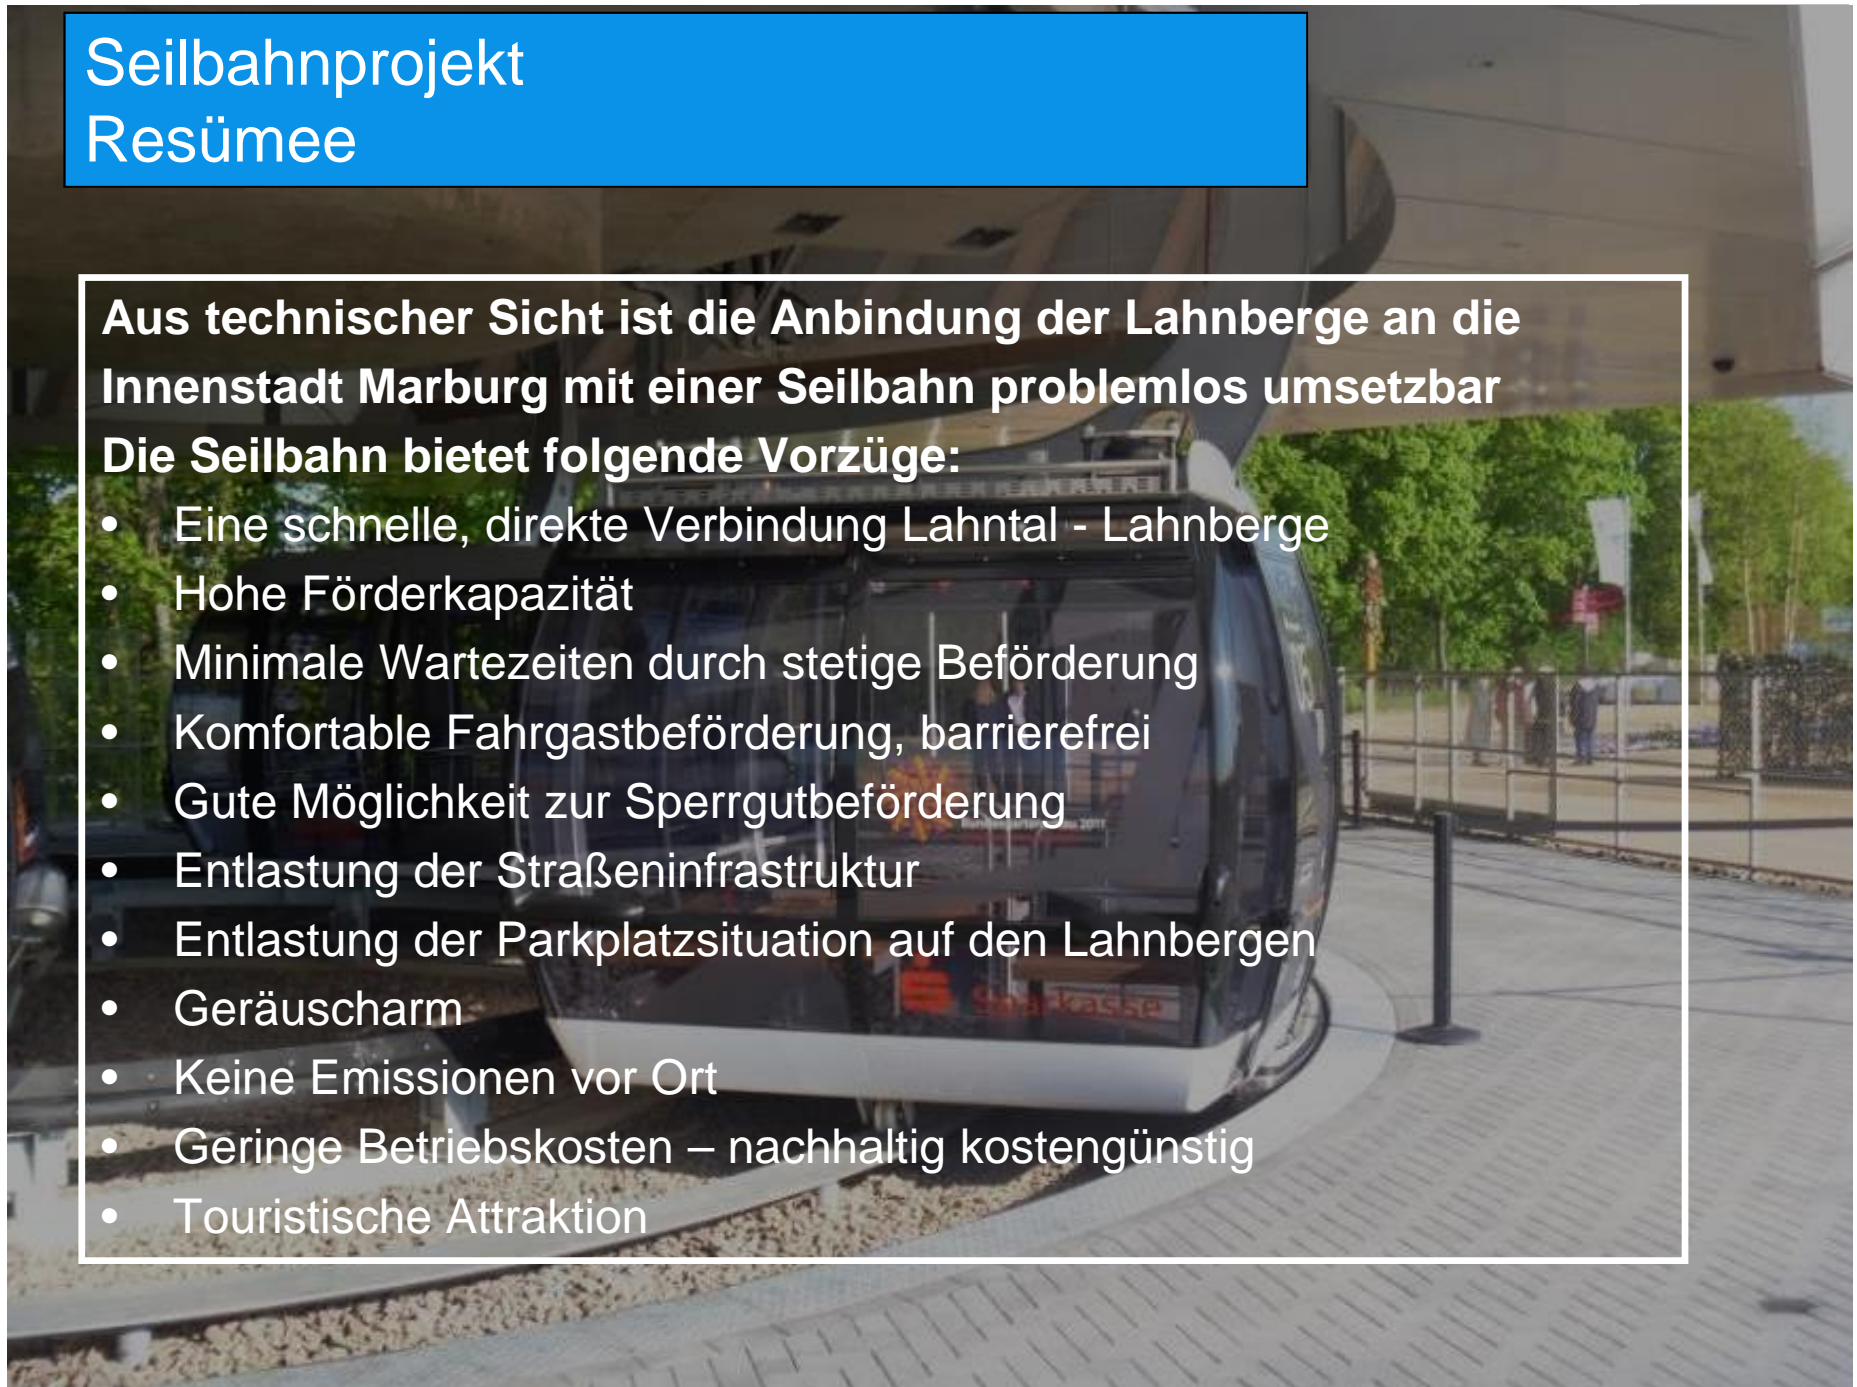 Seilbahnprojekt
Resümee
Aus technischer Sicht ist die Anbindung der Lahnberge an die
Innenstadt Marburg mit einer Seilbahn problemlos umsetzbar
Die Seilbahn bietet folgende Vorzüge:
• Eine schnelle, direkte Verbindung Lahntal - Lahnberge
• Hohe Förderkapazität
• Minimale Wartezeiten durch stetige Beförderung
• Komfortable Fahrgastbeförderung, barrierefrei
• Gute Möglichkeit zur Sperrgutbeförderung
Bundesgartenschau 2011
• Entlastung der Straßeninfrastruktur
• Entlastung der Parkplatzsituation auf den Lahnbergen
Sparkasse
• Geräuscharm
• Keine Emissionen vor Ort
• Geringe Betriebskosten – nachhaltig kostengünstig
• Touristische Attraktion